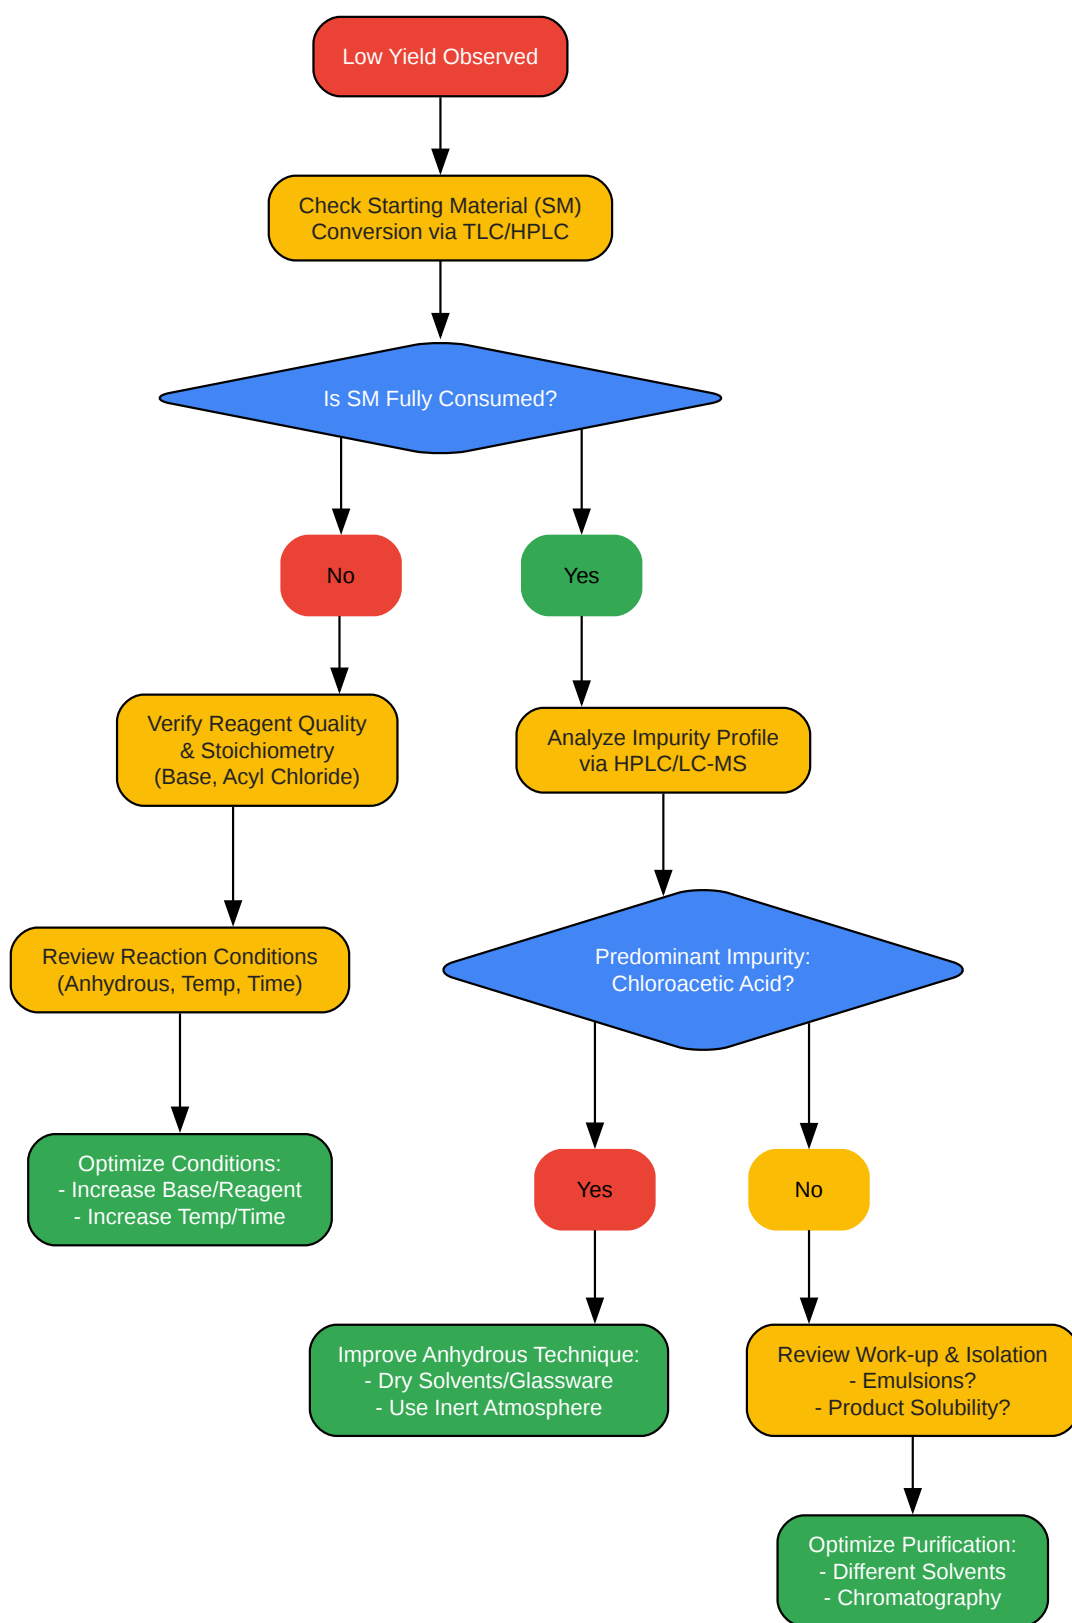 Low Yield Observed
Check Starting Material (SM)
Conversion via TLC/HPLC
Is SM Fully Consumed?
No
Yes
Verify Reagent Quality
& Stoichiometry
(Base, Acyl Chloride)
Analyze Impurity Profile
via HPLC/LC-MS
Review Reaction Conditions
(Anhydrous, Temp, Time)
Predominant Impurity:
Chloroacetic Acid?
Optimize Conditions:
- Increase Base/Reagent
- Increase Temp/Time
Yes
No
Improve Anhydrous Technique:
- Dry Solvents/Glassware
- Use Inert Atmosphere
Review Work-up & Isolation
- Emulsions?
- Product Solubility?
Optimize Purification:
- Different Solvents
- Chromatography